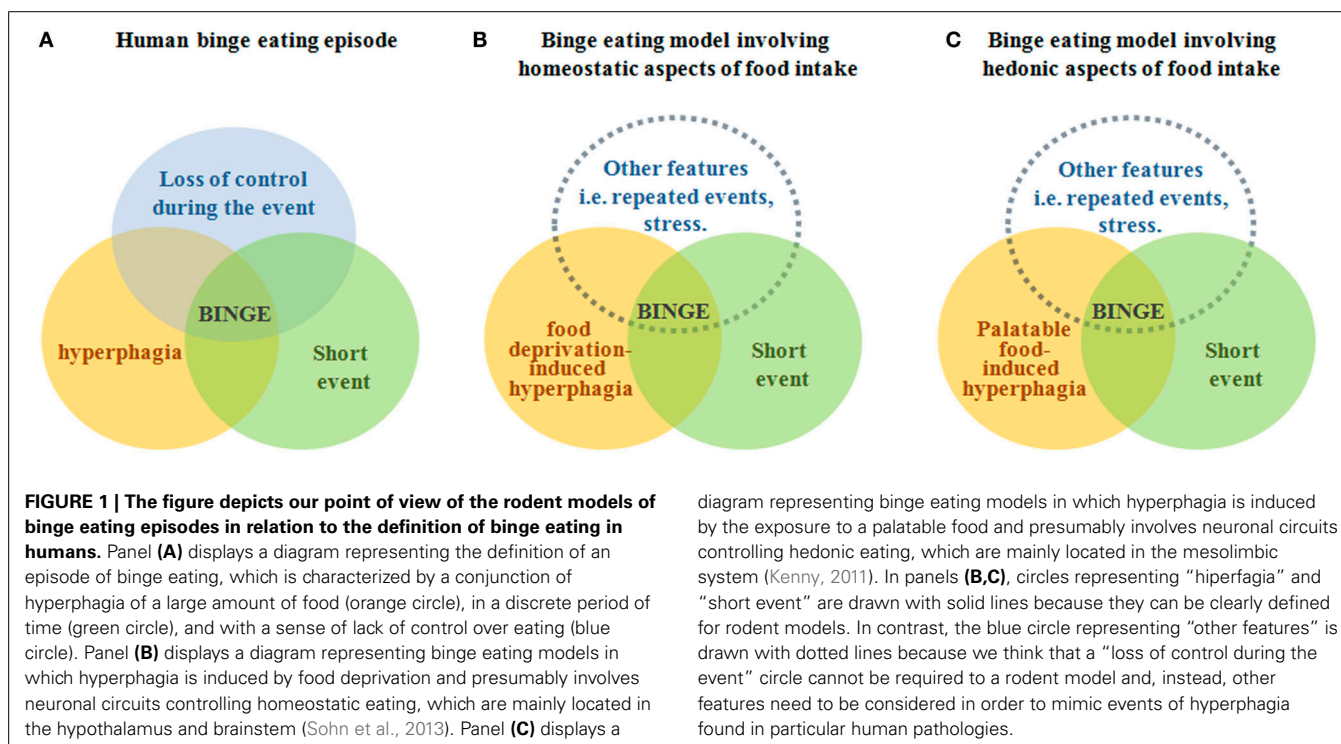 A Human binge eating episode
B Binge eating model involving
homeostatic aspects of food intake
C Binge eating model involving
hedonic aspects of food intake
Loss of control
during the event
hyperphagia
BINGE
Short
event
Other features
i.e. repeated events,
stress.
food
deprivation-
induced
hyperphagia
BINGE
Short
event
Other features
i.e. repeated events,
stress.
Palatable
food-
induced
hyperphagia
BINGE
Short
event
FIGURE 1 | The figure depicts our point of view of the rodent models of
binge eating episodes in relation to the definition of binge eating in
humans. Panel (A) displays a diagram representing the definition of an
episode of binge eating, which is characterized by a conjunction of
hyperphagia of a large amount of food (orange circle), in a discrete period of
time (green circle), and with a sense of lack of control over eating (blue
circle). Panel (B) displays a diagram representing binge eating models in
which hyperphagia is induced by food deprivation and presumably involves
neuronal circuits controlling homeostatic eating, which are mainly located in
the hypothalamus and brainstem (Sohn et al., 2013). Panel (C) displays a
diagram representing binge eating models in which hyperphagia is induced
by the exposure to a palatable food and presumably involves neuronal circuits
controlling hedonic eating, which are mainly located in the mesolimbic
system (Kenny, 2011). In panels (B,C), circles representing “hiperfagia” and
“short event” are drawn with solid lines because they can be clearly defined
for rodent models. In contrast, the blue circle representing “other features” is
drawn with dotted lines because we think that a “loss of control during the
event” circle cannot be required to a rodent model and, instead, other
features need to be considered in order to mimic events of hyperphagia
found in particular human pathologies.